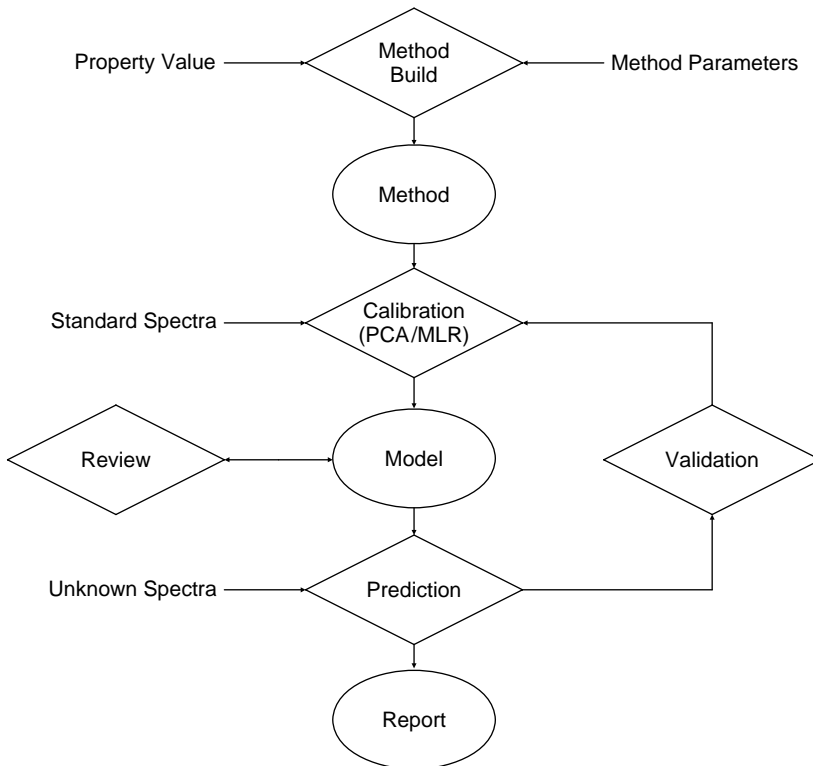 Property Value
Method
Build
Method Parameters
Method
Standard Spectra
Calibration
(PCA/MLR)
Review
Model
Validation
Unknown Spectra
Prediction
Report